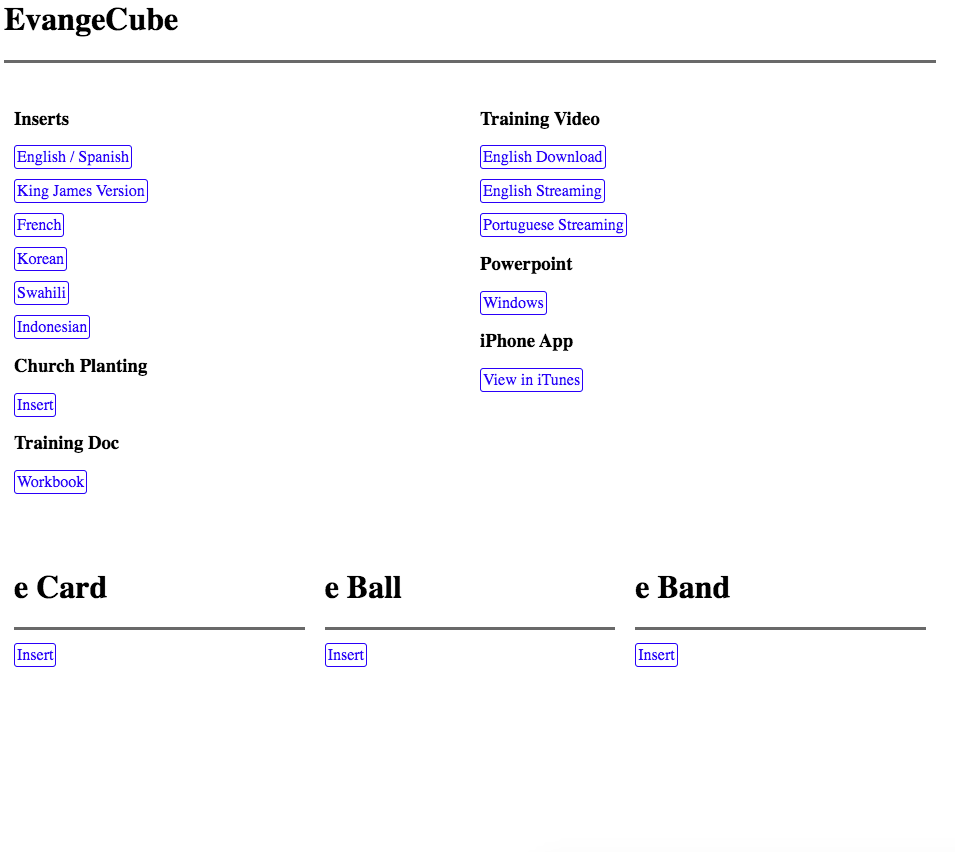 EvangeCube
Inserts
English / Spanish
King James Version
French
Korean
Swahili
Indonesian
Church Planting
Insert
Training Doc
Workbook
Training Video
English Download
English Streaming
Portuguese Streaming
Powerpoint
Windows
iPhone App
View in iTunes
e Card
Insert
e Ball
Insert
e Band
Insert